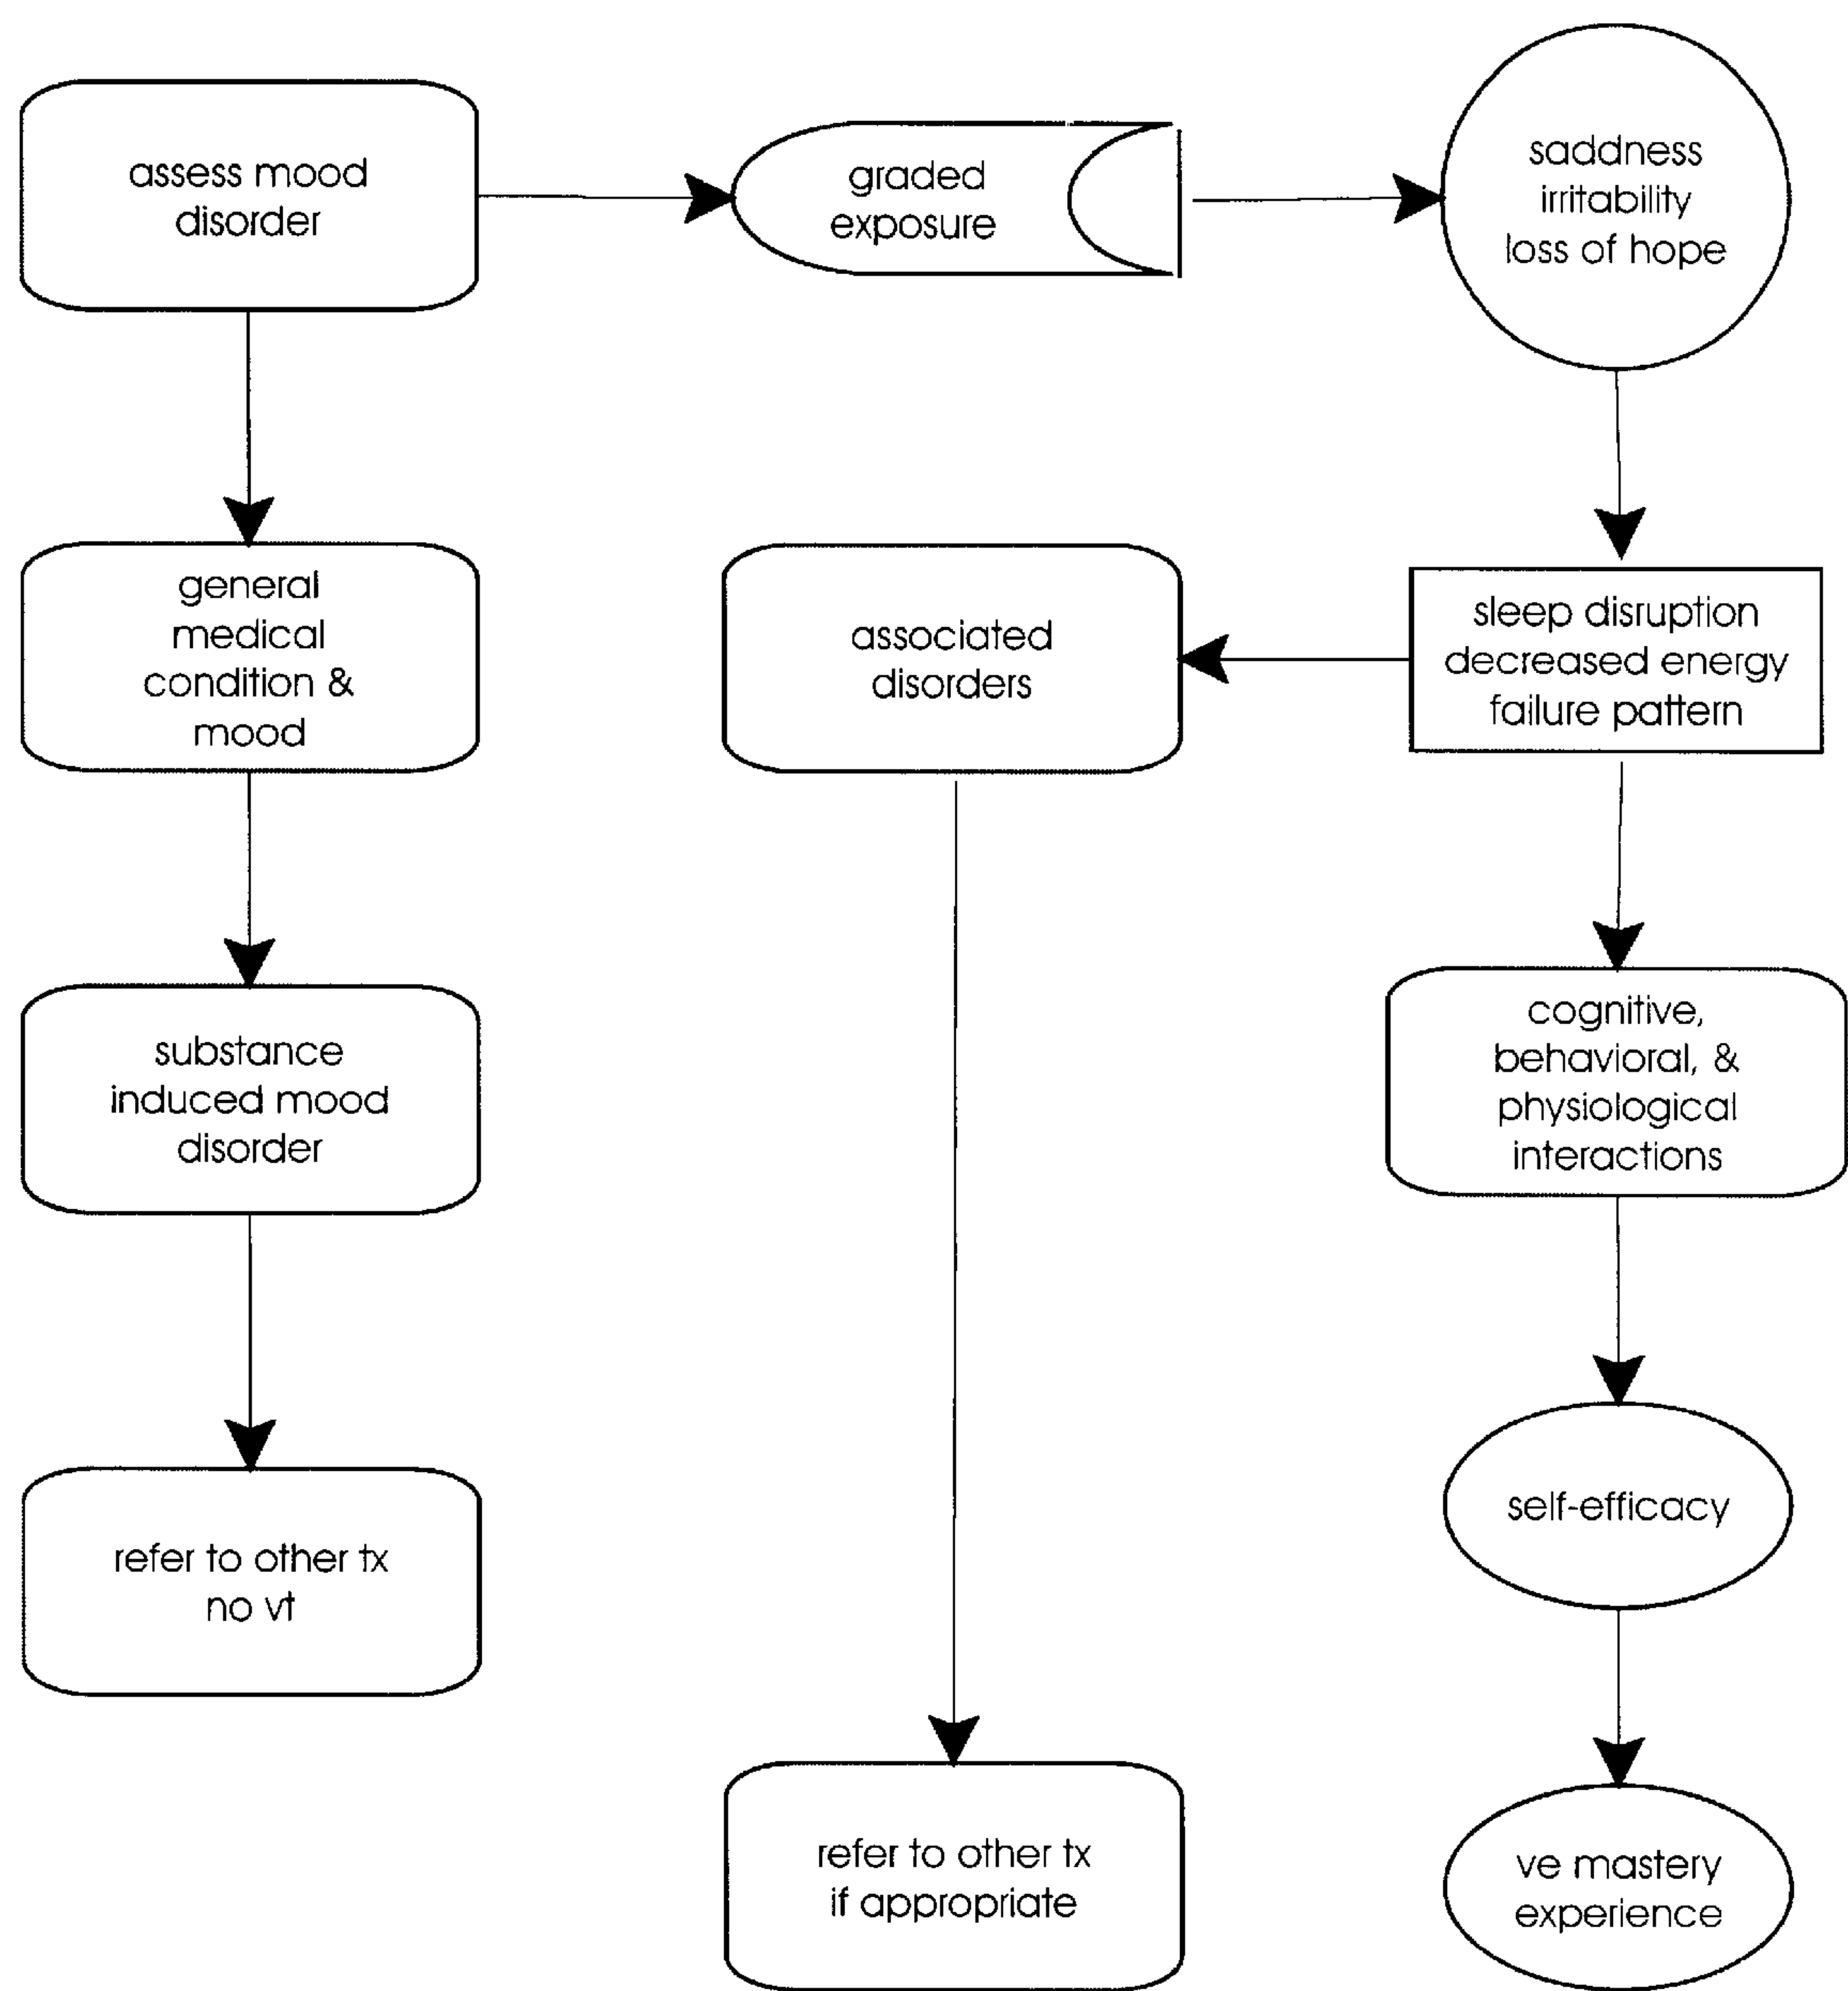 assess mood
disorder
graded
exposure
saddness
irritability
loss of hope
general
medical
condition &
mood
associated
disorders
sleep disruption
decreased energy
failure pattern
substance
induced mood
disorder
cognitive,
behavioral, &
physiological
interactions
refer to other tx
no vt
self-efficacy
refer to other tx
if appropriate
ve mastery
experience